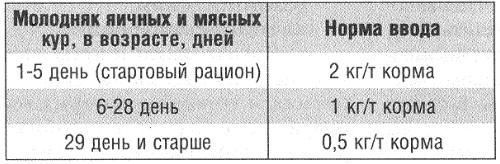 Молодняк яичных и мясных кур, в возрасте, дней
Норма ввода
1-5 день (стартовый рацион)
2 кг/т корма
6-28 день
1 кг/т корма
29 день и старше
0,5 кг/т корма